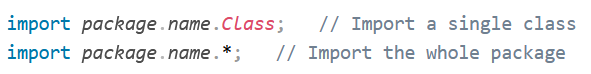 import package.name.Class;   // Import a single class
import package.name.*;   // Import the whole package